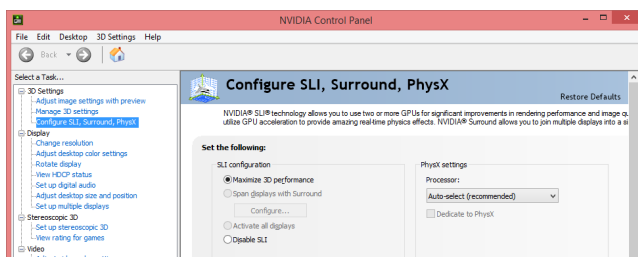 NVIDIA Control Panel
File Edit Desktop 3D Settings Help
Back
Select a Task...
3D Settings
Adjust image settings with preview
Manage 3D settings
Configure SLI, Surround, PhysX
Display
Change resolution
Adjust desktop color settings
Rotate display
View HDCP status
Set up digital audio
Adjust desktop size and position
Set up multiple displays
Stereoscopic 3D
Set up stereoscopic 3D
View rating for games
Video
Configure SLI, Surround, PhysX
Restore Defaults
NVIDIA® SLI® technology allows you to use two or more GPUs for significant improvements in rendering performance and image qu
utilize GPU acceleration to provide amazing real-time physics effects. NVIDIA® Surround allows you to join multiple displays into a si
Set the following:
SLI configuration
Maximize 3D performance
Span displays with Surround
Configure...
Activate all displays
Disable SLI
PhysX settings
Processor:
Auto-select (recommended)
Dedicate to PhysX